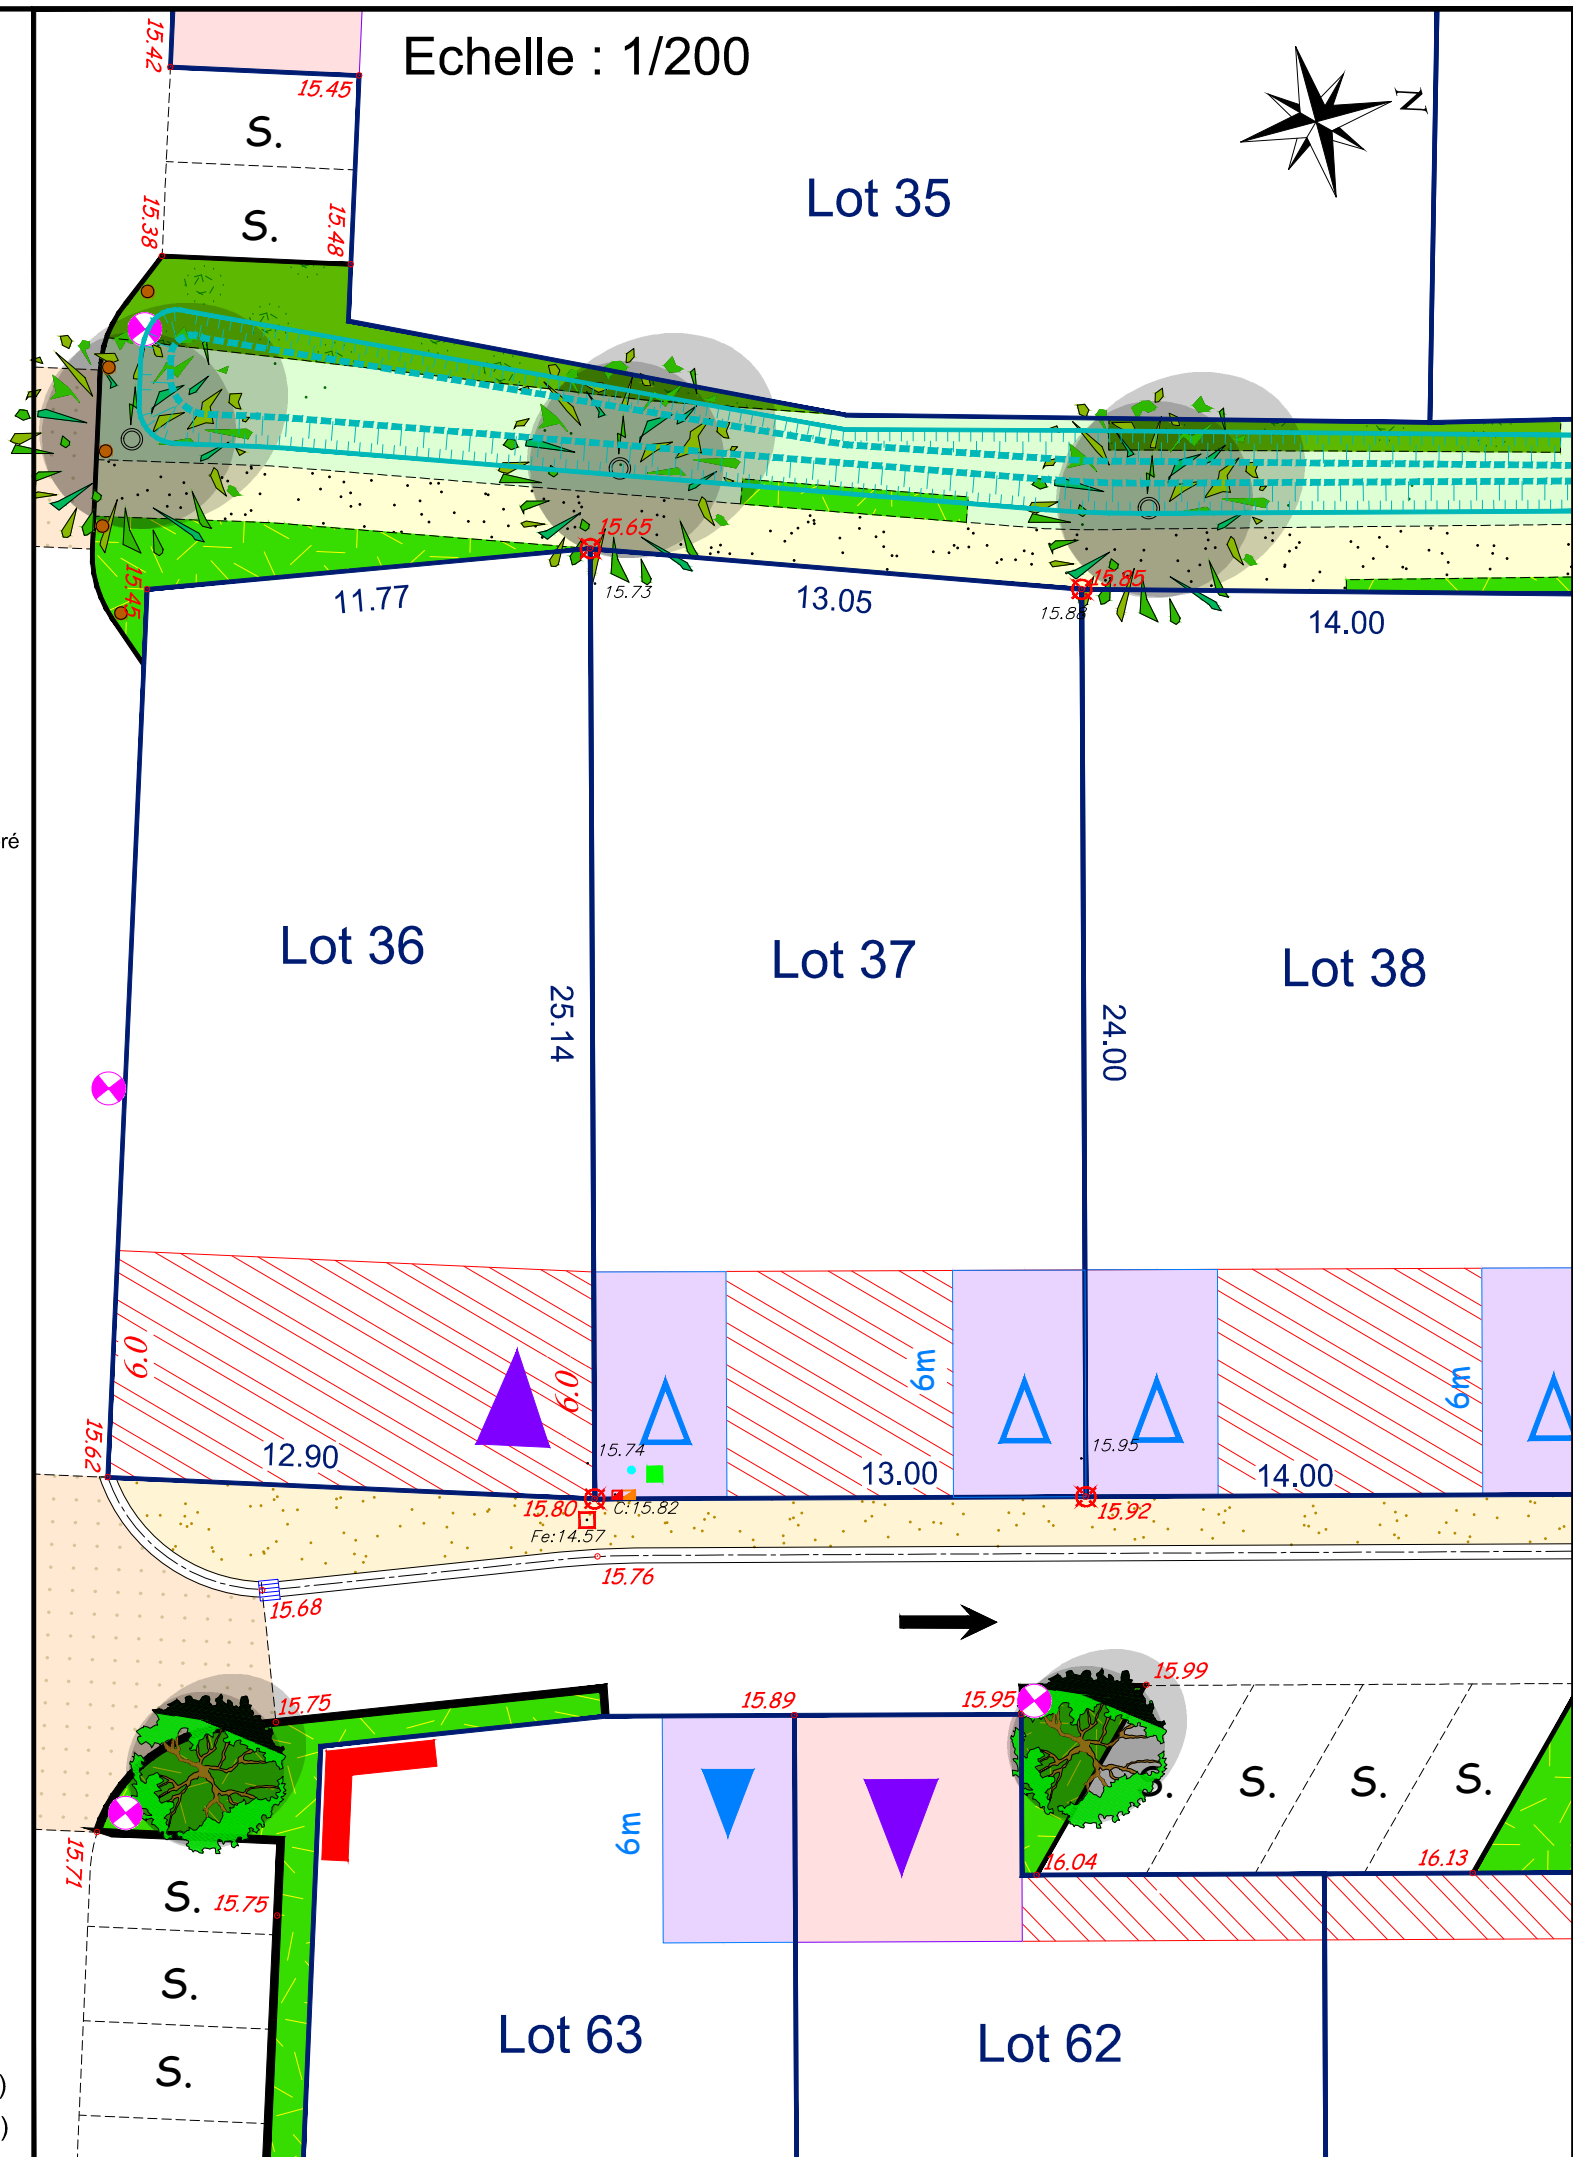 15.42
Echelle : 1/200
15.45
N
S.
Lot 35
15.38
S.
15.48
15.65
15.45
11.77
15.73
13.05
15.85
15.88
14.00
ré
Lot 36
Lot 37
Lot 38
25.14
24.00
6.0
6.0
6m
6m
15.62
12.90
15.74
13.00
15.95
14.00
15.80
C:15.82
15.92
Fe:14.57
15.76
15.68
15.75
15.89
15.95
15.99
S.
S.
S.
S.
6m
15.71
16.04
16.13
S.
15.75
S.
Lot 63
Lot 62
S.
)
)